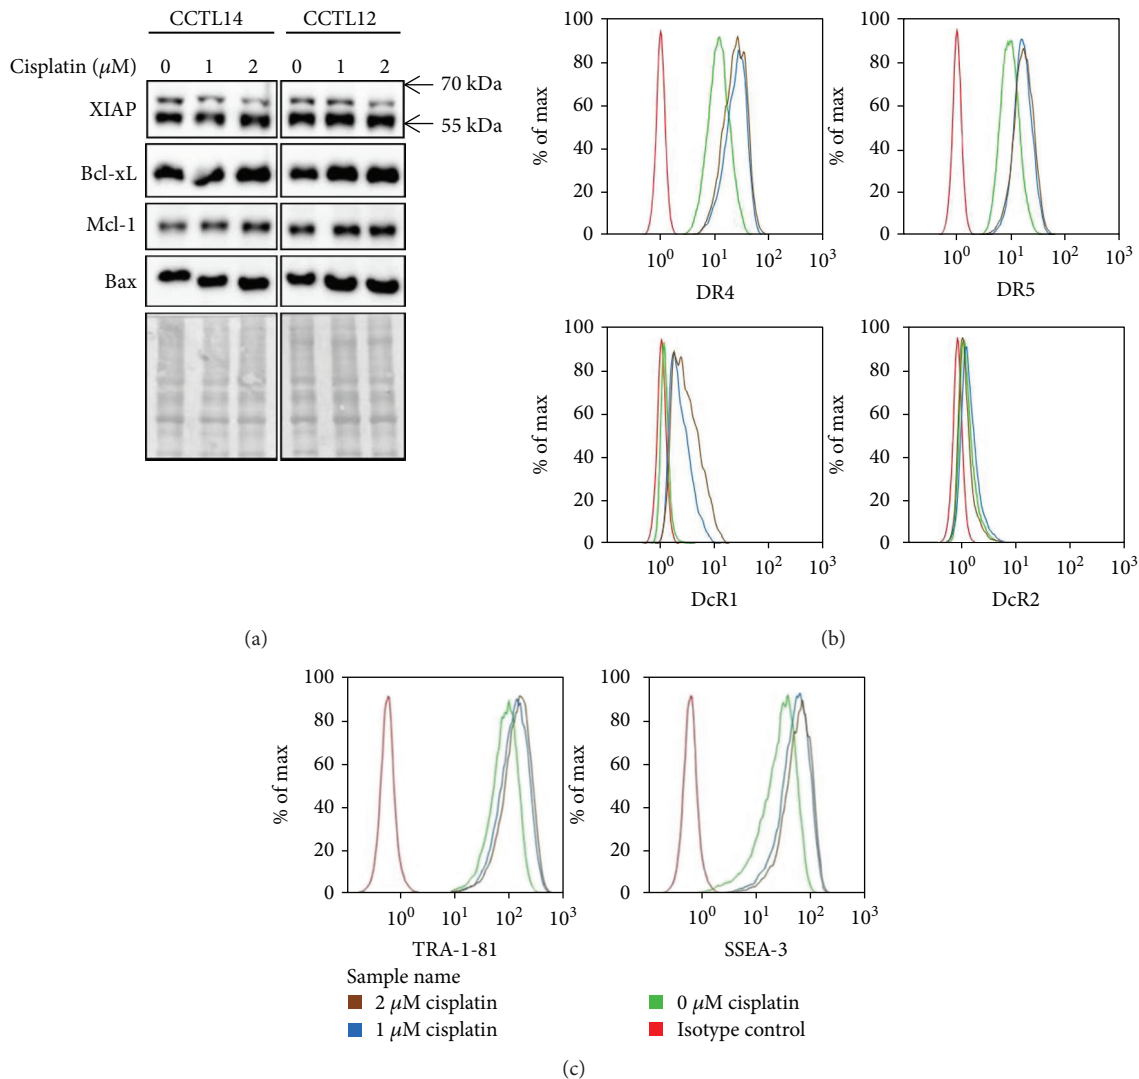 CCTL14 CCTL12
Cisplatin (μM) 0 1 2 0 1 2
70 kDa
XIAP
55 kDa
Bcl-xL
Mcl-1
Bax
(a)
100 100
80 80
60 60
40 40
20 20
0 0
% of max % of max
10⁰ 10¹ 10² 10³ 10⁰ 10¹ 10² 10³
DR4 DR5
100 100
80 80
60 60
40 40
20 20
0 0
% of max % of max
10⁰ 10¹ 10² 10³ 10⁰ 10¹ 10² 10³
DcR1 DcR2
(b)
100 100
80 80
60 60
40 40
20 20
0 0
% of max % of max
10⁰ 10¹ 10² 10³ 10⁰ 10¹ 10² 10³
TRA-1-81 SSEA-3
Sample name
2 μM cisplatin 0 μM cisplatin
1 μM cisplatin Isotype control
(c)